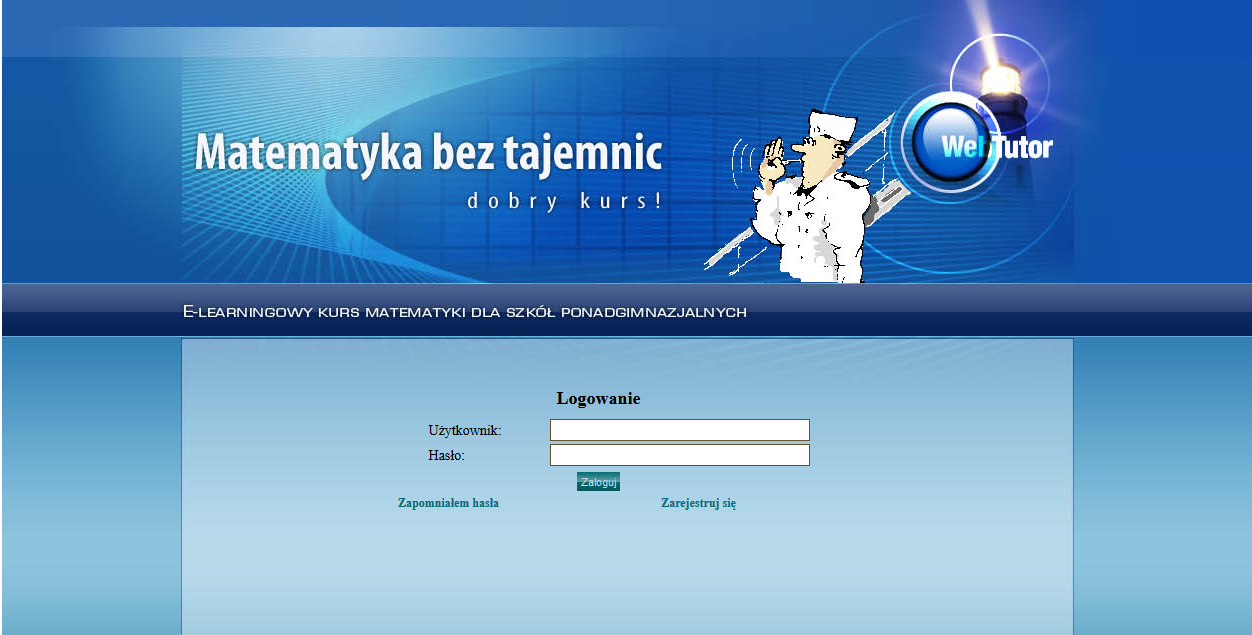 Matematyka bez tajemnic
dobry kurs!
WebTutor
E-LEARNINGOWY KURS MATEMATYKI DLA SZKÓŁ PONADGIMNAZJALNYCH
Logowanie
Użytkownik:
Hasło:
Zaloguj
Zapomniałem hasła
Zarejestruj się